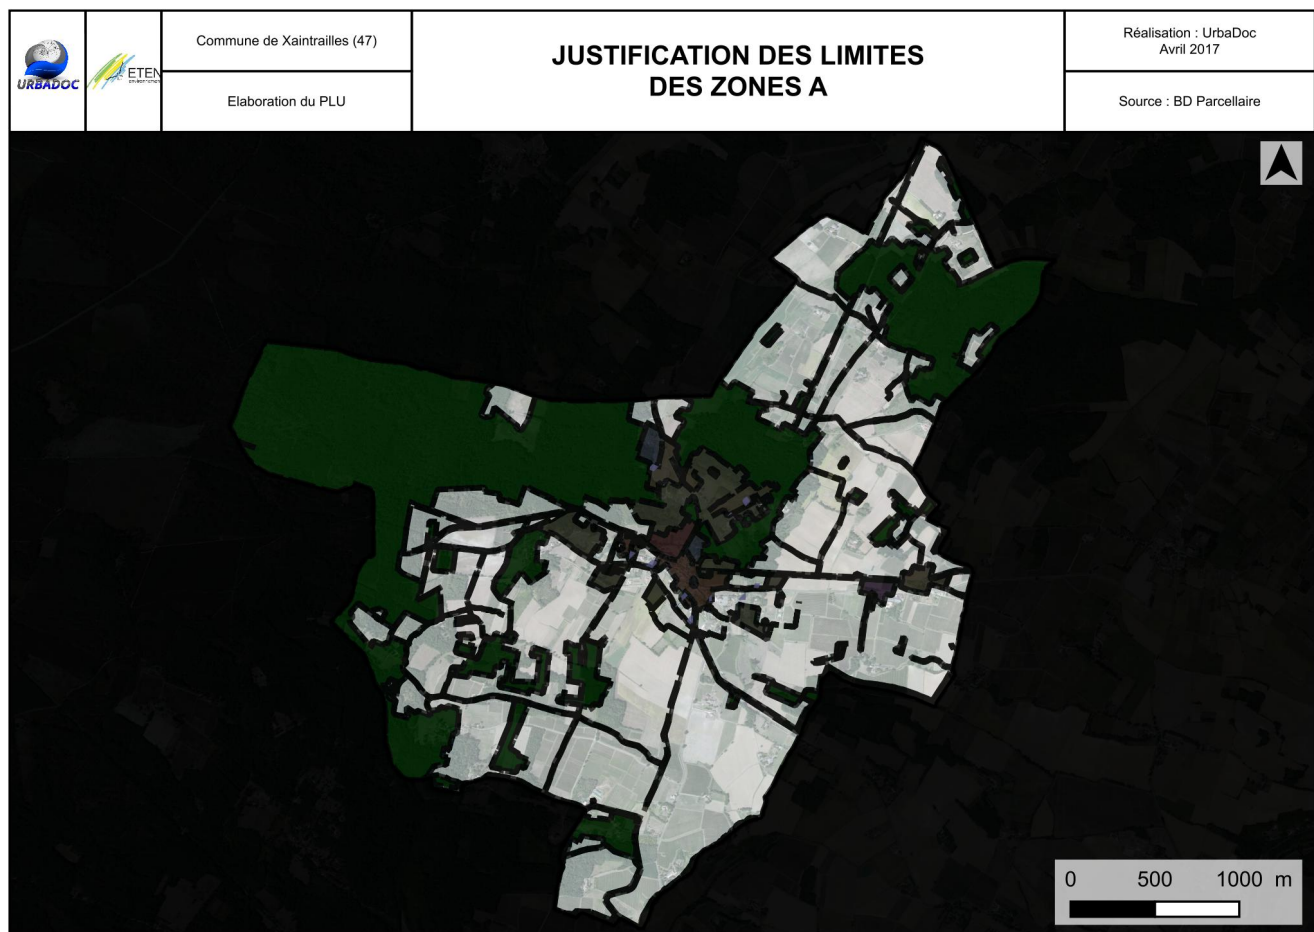 URBADOC
ETEN
Commune de Xaintrailles (47)
Elaboration du PLU
JUSTIFICATION DES LIMITES
DES ZONES A
Réalisation : UrbaDoc
Avril 2017
Source : BD Parcellaire
0 500 1000 m